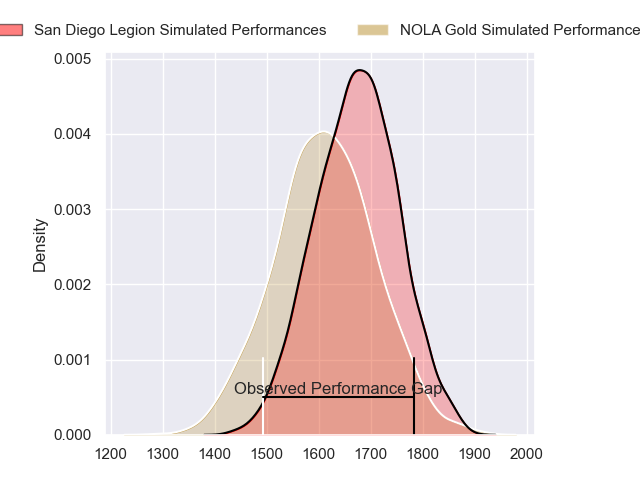 San Diego Legion Simulated Performances
NOLA Gold Simulated Performance
0.005
0.004
0.003
0.002
0.001
0.000
Density
Observed Performance Gap
1200 1300 1400 1500 1600 1700 1800 1900 2000